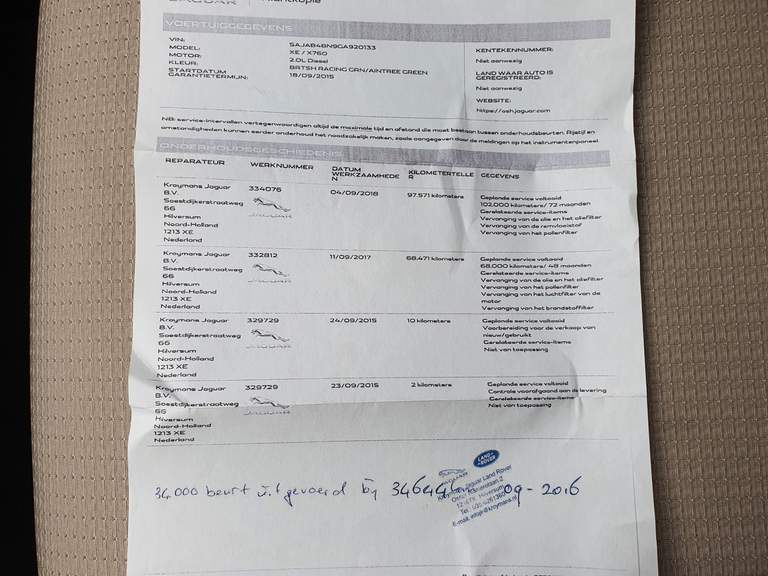 VOERTUIGGEGEVENS
VIN: SAJAB4BN9GA920133
MODEL: XE / X760
MOTOR: 2.0L Diesel
KLEUR: BRTSH RACING GRN/AINTREE GREEN
STARTDATUM GARANTIETERMIJN: 18/09/2015
KENTEKENNUMMER:
Niet aanwezig
LAND WAAR AUTO IS
GEREGISTREERD:
Niet aanwezig
WEBSITE:
https://osh.jaguar.com
NB: service-intervallen vertegenwoordigen altijd de maximale tijd en afstand die moet bestaan tussen onderhoudsbeurten. Rijstijl en
omstandigheden kunnen eerder onderhoud het noodzakelijk maken, zoals aangegeven door de meldingen op het instrumentenpaneel
ONDERHOUDSGESCHIEDENIS
REPARATEUR WERKNUMMER DATUM WERKZAAMHEDEN KILOMETERTELLER GEGEVENS
Kroymans Jaguar
B.V.
Soestdijkerstraatweg
66
Hilversum
Noord-Holland
1213 XE
Nederland
334076
JAGUAR
04/09/2018
97.571 kilometers
Geplande service voltooid
102.000 kilometers/ 72 maanden
Gerelateerde service-items
Vervanging van de olie en het oliefilter
Vervanging van de remvloeistof
Vervanging van het pollenfilter
Kroymans Jaguar
B.V.
Soestdijkerstraatweg
66
Hilversum
Noord-Holland
1213 XE
Nederland
332812
11/09/2017
68.471 kilometers
Geplande service voltooid
68.000 kilometers/ 48 maanden
Gerelateerde service-items
Vervanging van de olie en het oliefilter
Vervanging van het pollenfilter
Vervanging van het luchtfilter van de
motor
Vervanging van het brandstoffilter
Kroymans Jaguar
B.V.
Soestdijkerstraatweg
66
Hilversum
Noord-Holland
1213 XE
Nederland
329729
JAGUAR
24/09/2015
10 kilometers
Geplande service voltooid
Voorbereiding voor de verkoop van
nieuw/gebruikt
Gerelateerde service-items
Niet van toepassing
Kroymans Jaguar
B.V.
Soestdijkerstraatweg
66
Hilversum
Noord-Holland
1213 XE
Nederland
329729
23/09/2015
2 kilometers
Geplande service voltooid
Controle voorafgaand aan de levering
Gerelateerde service-items
Niet van toepassing
34.000 beurt uitgevoerd bij 09-2016
LAND ROVER
Jaguar Land Rover
Hilversum